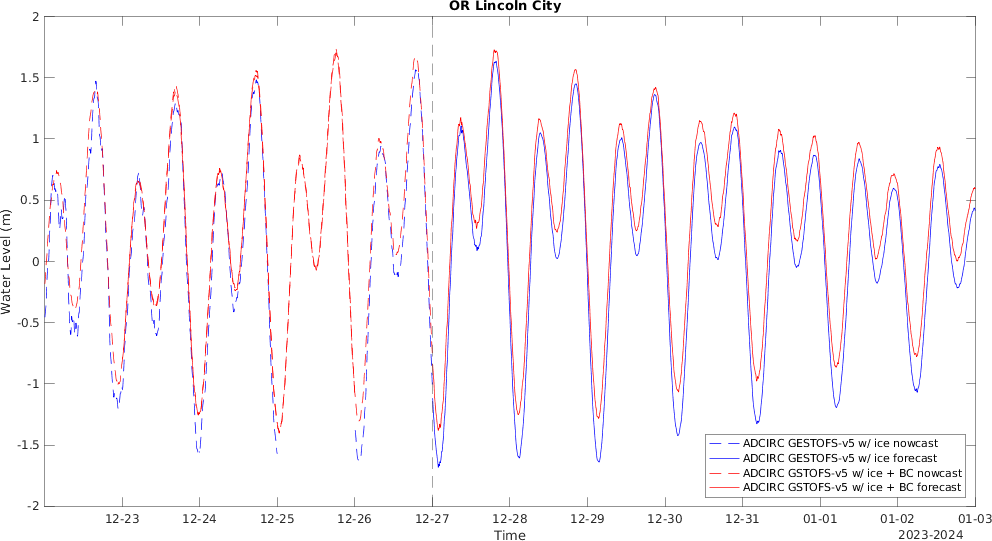 OR Lincoln City
2
1.5
1
0.5
0
-0.5
-1
-1.5
-2
Water Level (m)
12-23 12-24 12-25 12-26 12-27 12-28 12-29 12-30 12-31 01-01 01-02 01-03
Time
2023-2024
ADCIRC GESTOFS-v5 w/ ice nowcast
ADCIRC GESTOFS-v5 w/ ice forecast
ADCIRC GSTOFS-v5 w/ ice + BC nowcast
ADCIRC GSTOFS-v5 w/ ice + BC forecast